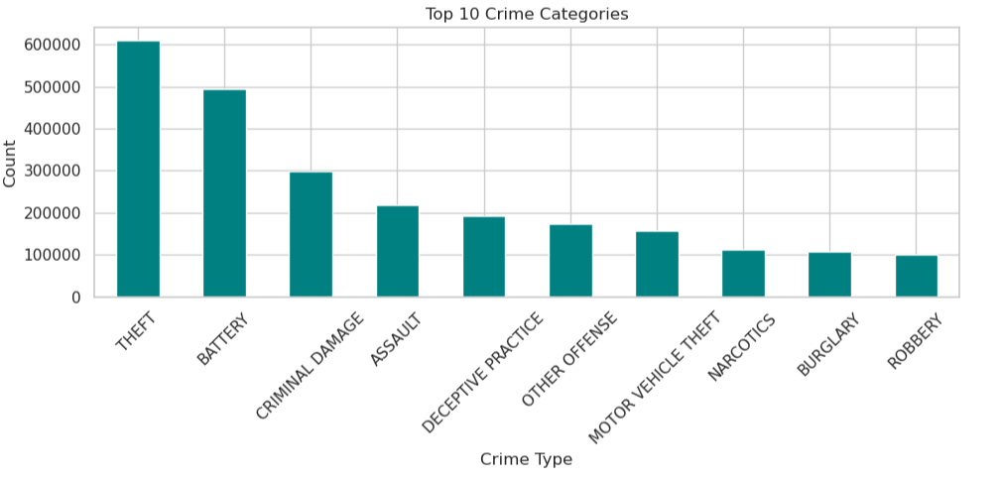 Top 10 Crime Categories
Count
600000
500000
400000
300000
200000
100000
0
THEFT
BATTERY
CRIMINAL DAMAGE
ASSAULT
DECEPTIVE PRACTICE
OTHER OFFENSE
MOTOR VEHICLE THEFT
NARCOTICS
BURGLARY
ROBBERY
Crime Type